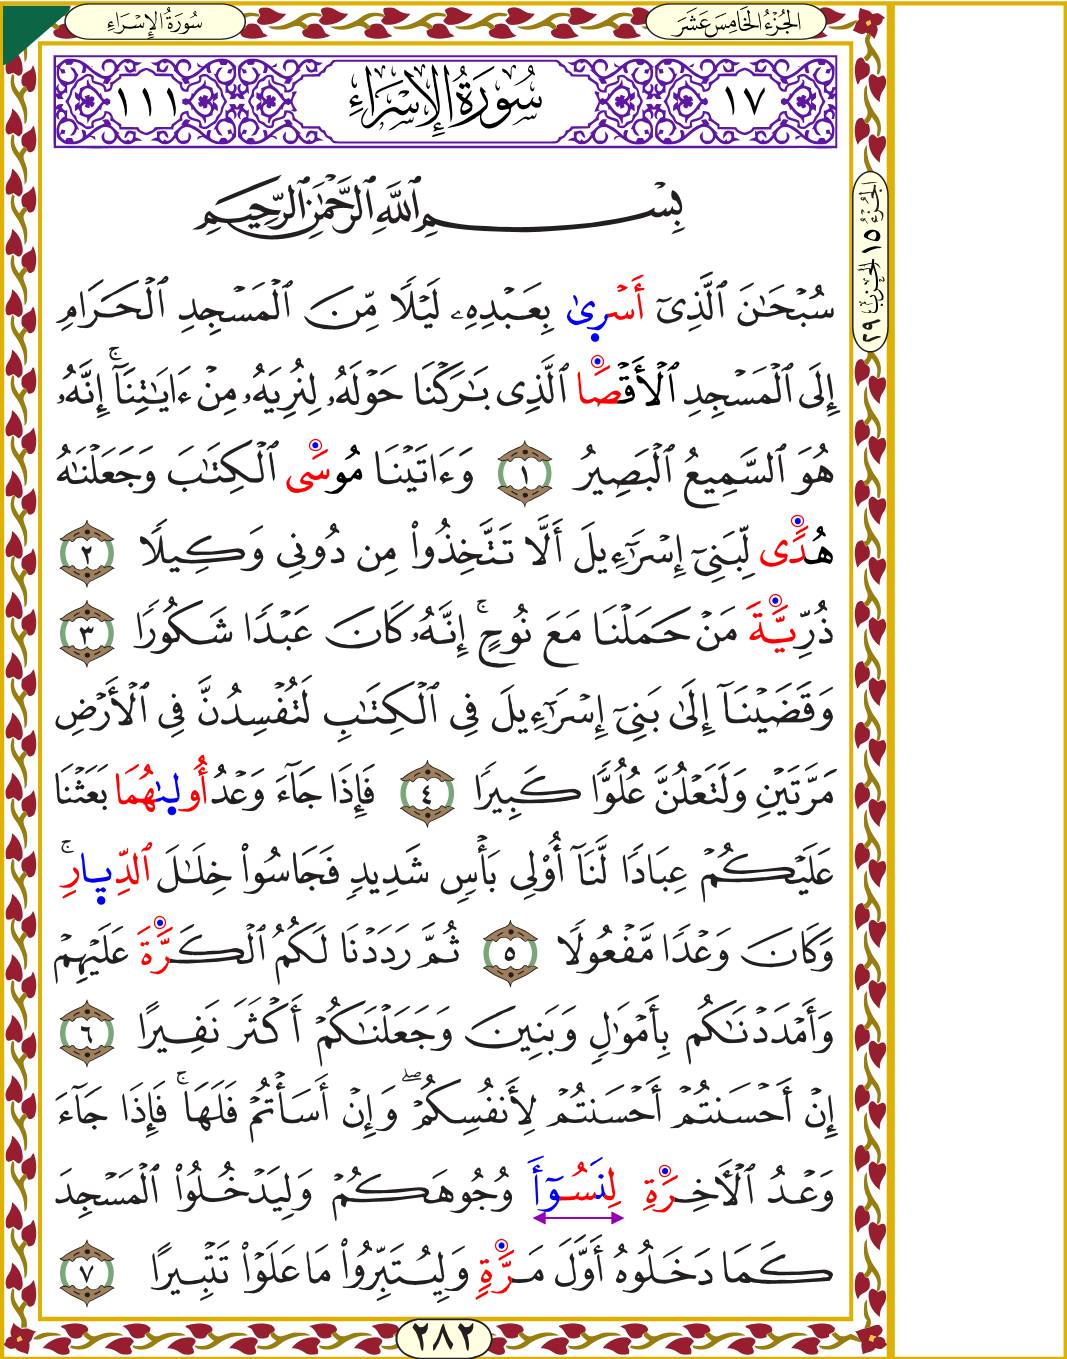 الجُزْءُ الخَامِسَ عَشَرَ
سُورَةُ الإِسْرَاءِ
١٧
سُورَةُ الإِسْرَاءِ
١١١
الجُزْءُ ١٥ الحِزْبُ ٢٩
بِسْمِ ٱللَّهِ ٱلرَّحْمَٰنِ ٱلرَّحِيمِ
سُبْحَٰنَ ٱلَّذِىٓ أَسْرِىٰ بِعَبْدِهِۦ لَيْلًا مِّنَ ٱلْمَسْجِدِ ٱلْحَرَامِ
إِلَى ٱلْمَسْجِدِ ٱلْأَقْصَا ٱلَّذِى بَٰرَكْنَا حَوْلَهُۥ لِنُرِيَهُۥ مِنْ ءَايَٰتِنَآ ۚ إِنَّهُۥ
هُوَ ٱلسَّمِيعُ ٱلْبَصِيرُ ١ وَءَاتَيْنَا مُوسَى ٱلْكِتَٰبَ وَجَعَلْنَٰهُ
هُدًى لِّبَنِىٓ إِسْرَٰٓءِيلَ أَلَّا تَتَّخِذُوا۟ مِن دُونِى وَكِيلًا ٢
ذُرِّيَّةَ مَنْ حَمَلْنَا مَعَ نُوحٍ ۚ إِنَّهُۥ كَانَ عَبْدًا شَكُورًا ٣
وَقَضَيْنَآ إِلَىٰ بَنِىٓ إِسْرَٰٓءِيلَ فِى ٱلْكِتَٰبِ لَتُفْسِدُنَّ فِى ٱلْأَرْضِ
مَرَّتَيْنِ وَلَتَعْلُنَّ عُلُوًّا كَبِيرًا ٤ فَإِذَا جَآءَ وَعْدُ أُولِىٰهُمَا بَعَثْنَا
عَلَيْكُمْ عِبَادًا لَّنَآ أُو۟لِى بَأْسٍ شَدِيدٍ فَجَاسُوا۟ خِلَٰلَ ٱلدِّيِارِ ۚ
وَكَانَ وَعْدًا مَّفْعُولًا ٥ ثُمَّ رَدَدْنَا لَكُمُ ٱلْكَرَّةَ عَلَيْهِمْ
وَأَمْدَدْنَٰكُم بِأَمْوَٰلٍ وَبَنِينَ وَجَعَلْنَٰكُمْ أَكْثَرَ نَفِيرًا ٦
إِنْ أَحْسَنتُمْ أَحْسَنتُمْ لِأَنفُسِكُمْ ۖ وَإِنْ أَسَأْتُمْ فَلَهَا ۚ فَإِذَا جَآءَ
وَعْدُ ٱلْأَخِرَةِ لِنَسُوٓأَ وُجُوهَكُمْ وَلِيَدْخُلُوا۟ ٱلْمَسْجِدَ
كَمَا دَخَلُوهُ أَوَّلَ مَرَّةٍ وَلِيُتَبِّرُوا۟ مَا عَلَوْا۟ تَتْبِيرًا ٧
٢٨٢